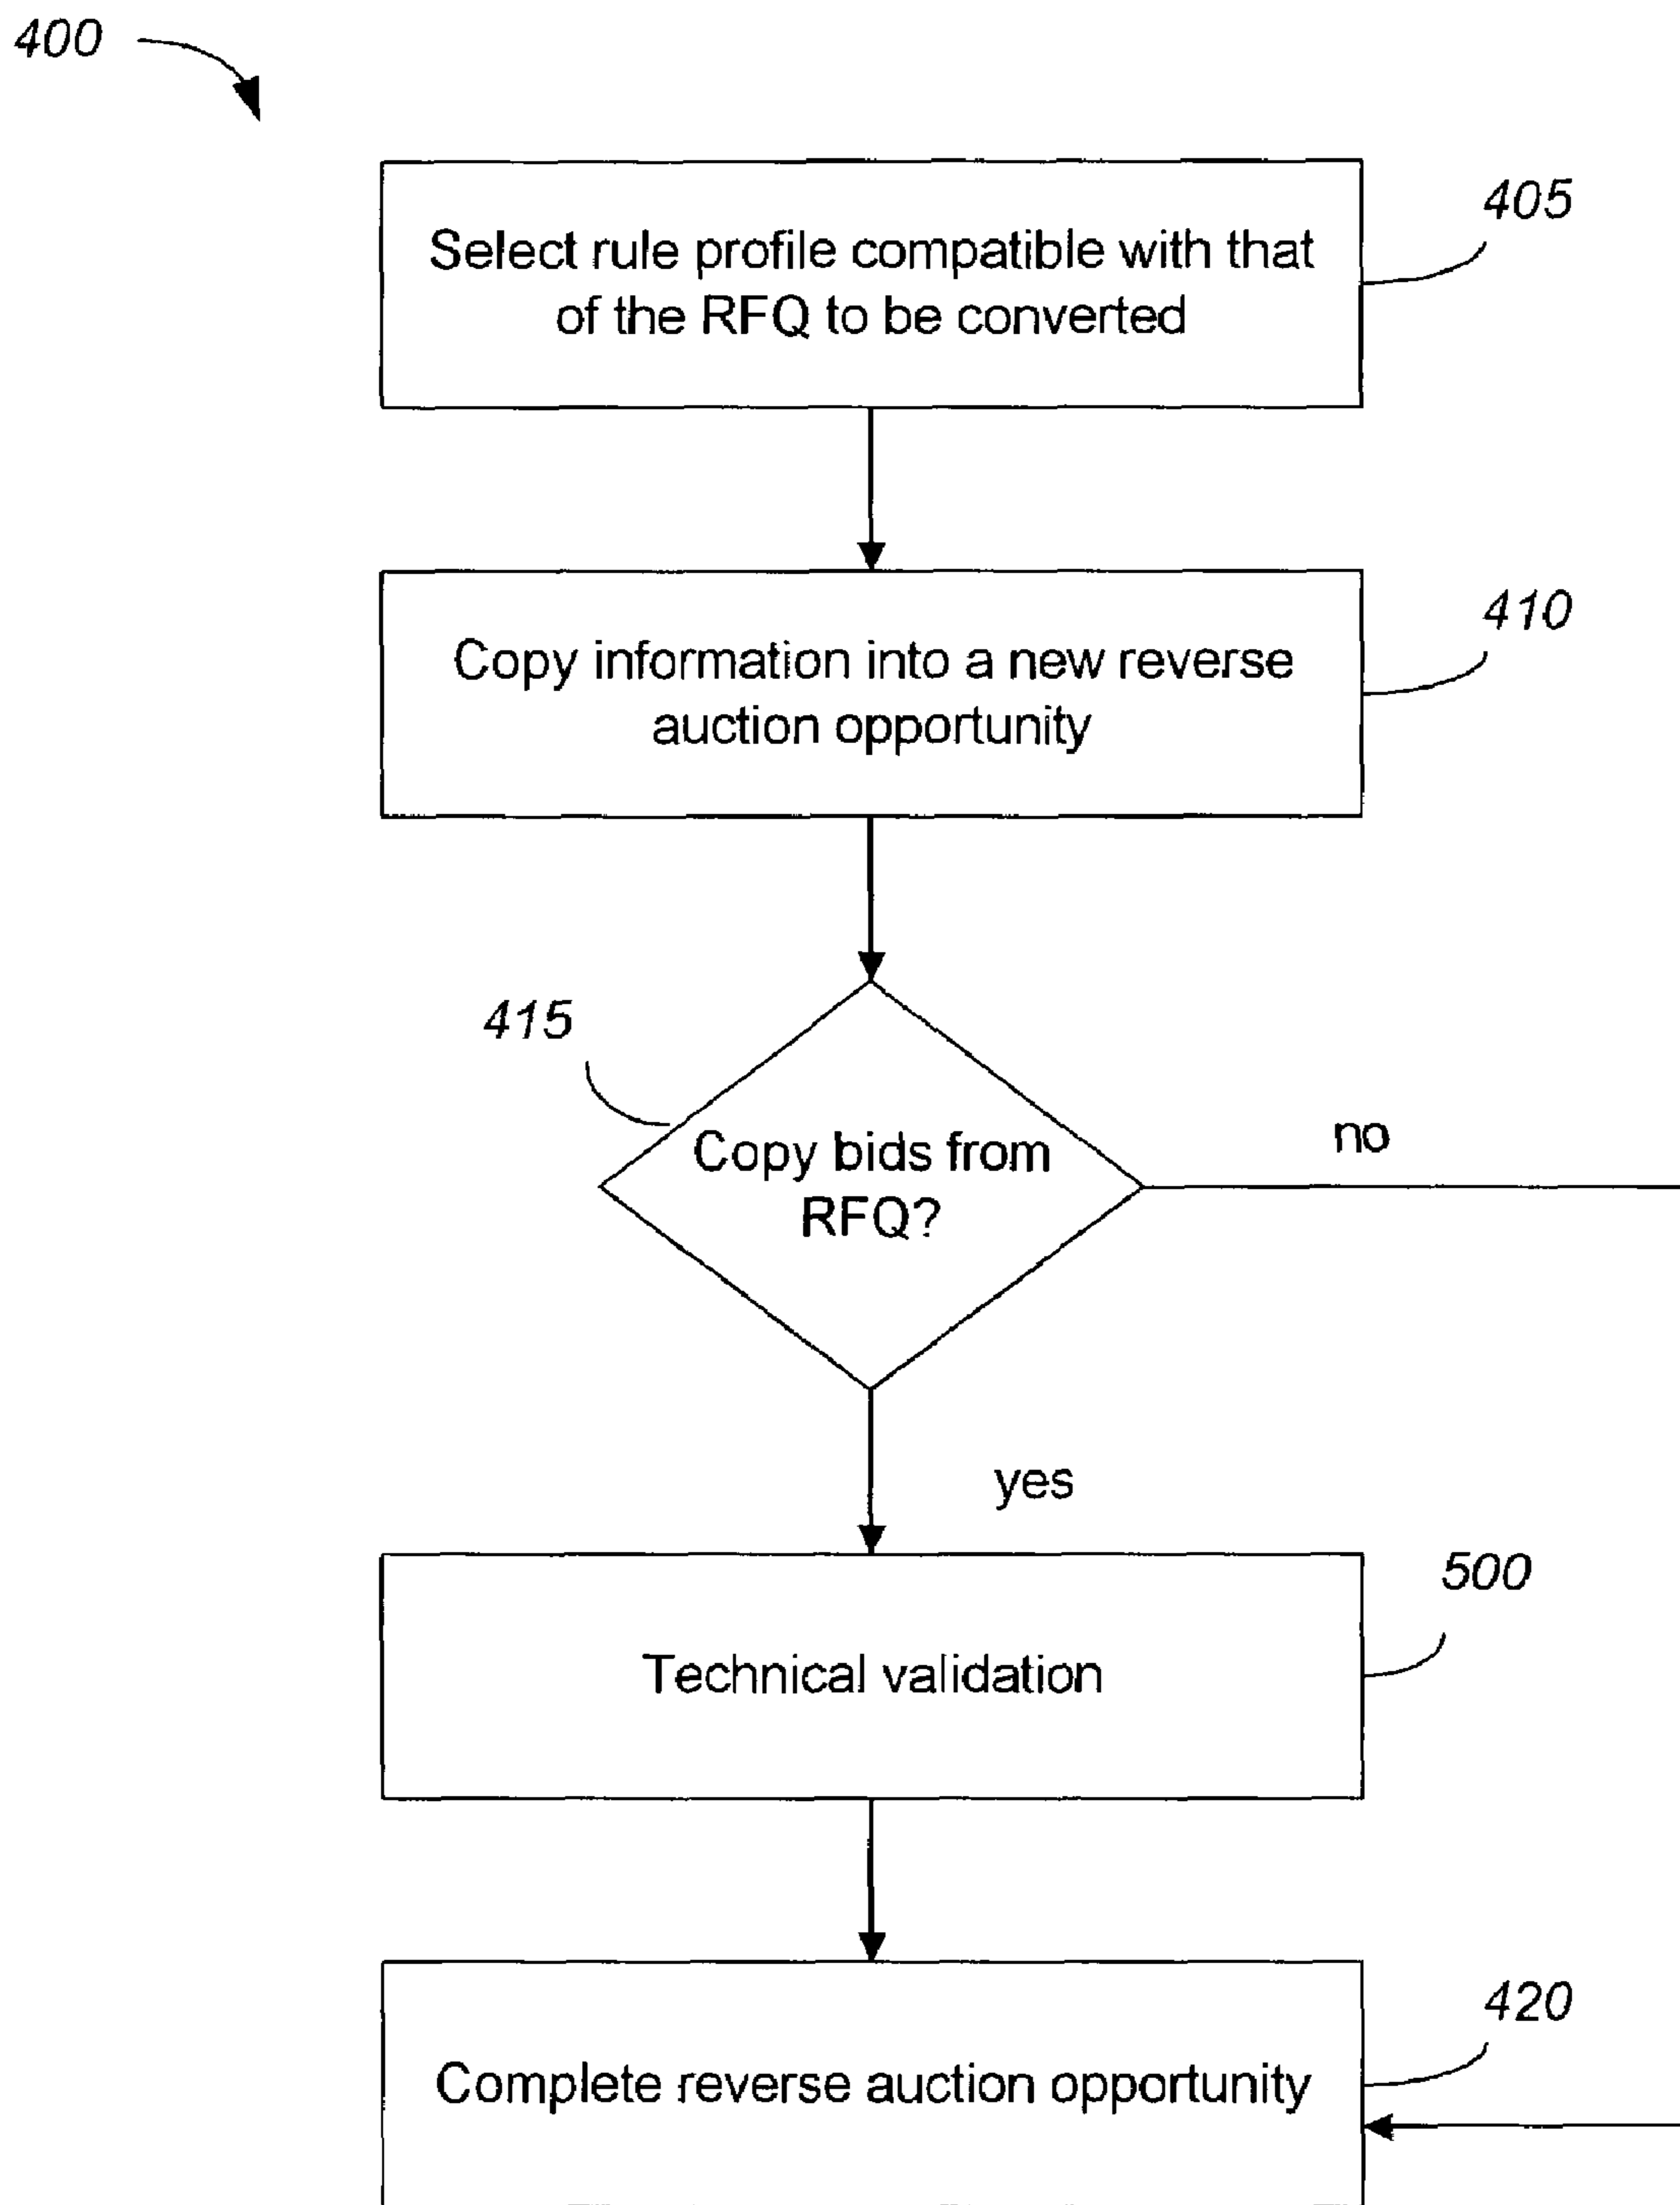 400
405
Select rule profile compatible with that
of the RFQ to be converted
410
Copy information into a new reverse
auction opportunity
415
Copy bids from
RFQ?
no
yes
500
Technical validation
420
Complete reverse auction opportunity